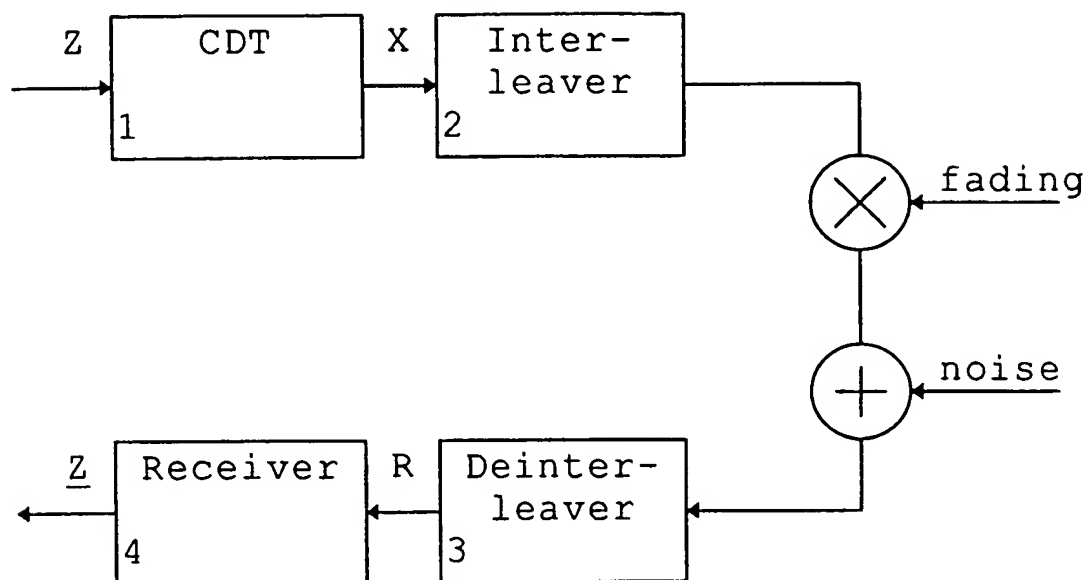 Z
CDT
1
X
Inter-
leaver
2
fading
noise
Z
Receiver
4
R
Deinter-
leaver
3